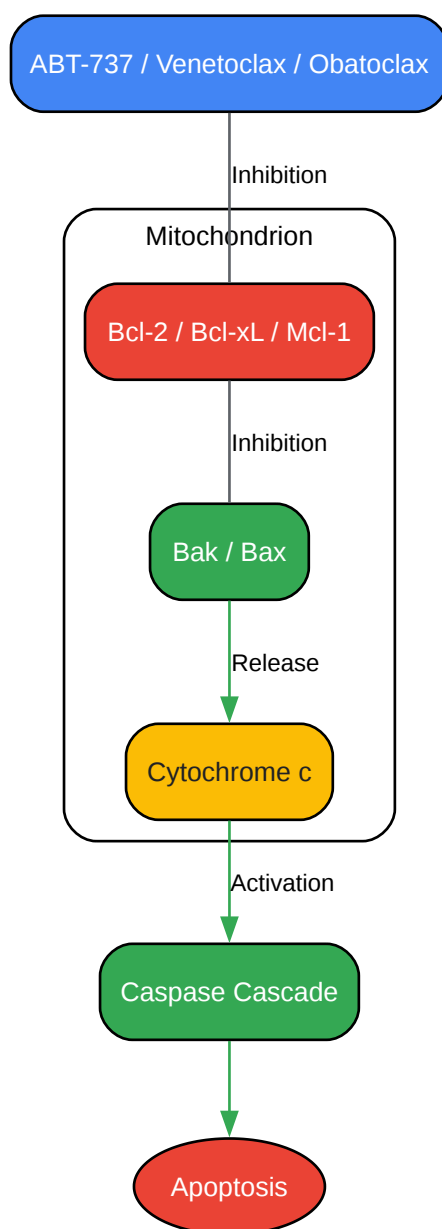 ABT-737 / Venetoclax / Obatoclax
Inhibition
Mitochondrion
Bcl-2 / Bcl-xL / Mcl-1
Inhibition
Bak / Bax
Release
Cytochrome c
Activation
Caspase Cascade
Apoptosis